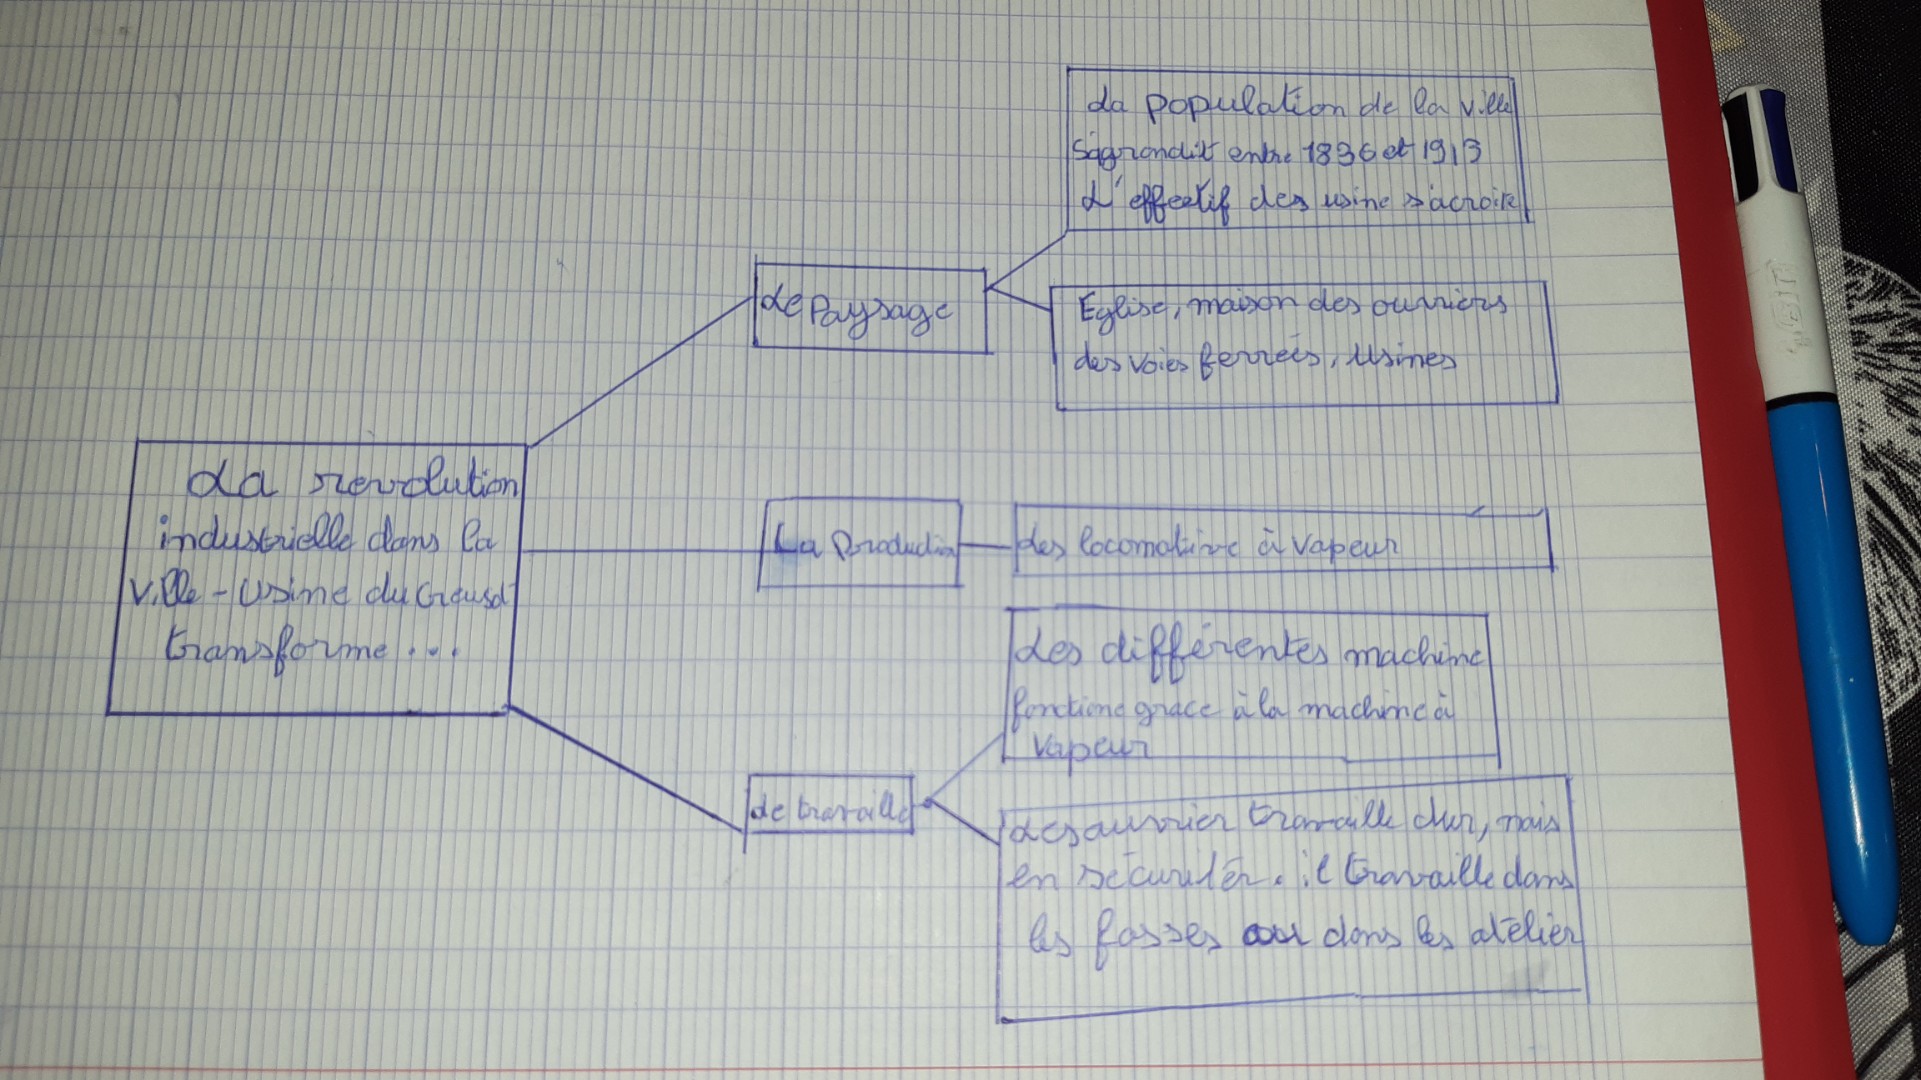 La revolution
industrielle dans la
ville - usine du Creusot
transforme ...
Le Paysage
La population de la ville
s'agrandit entre 1836 et 1913
L'effectif des usine s'acroite
Eglise, maison des ouvriers
des voies ferrées, usines
La Production
des locomotive à vapeur
Le travaille
Les différentes machine
fonctione grace à la machine à
vapeur
Les ouvrier travaille dur, mais
en sécuritér. il travaille dans
les fosses ou dans les atélier